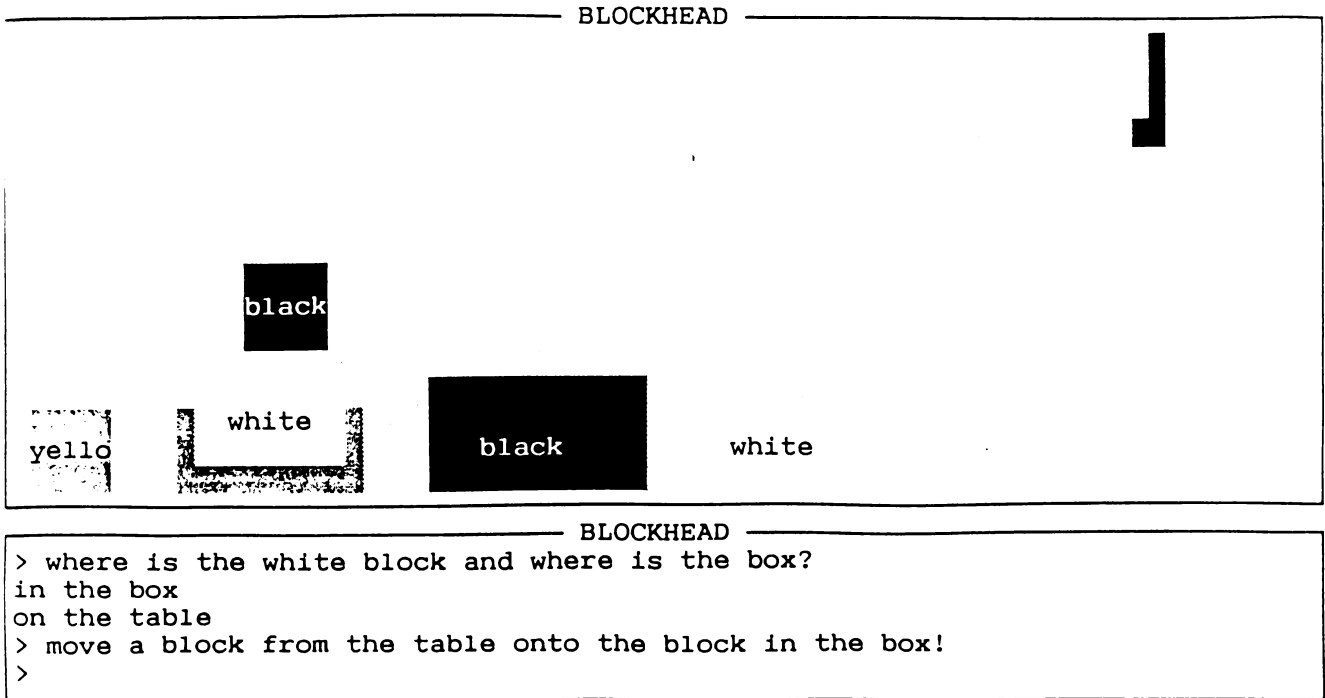 BLOCKHEAD
black
white
yello
black
white
BLOCKHEAD
> where is the white block and where is the box?
in the box
on the table
> move a block from the table onto the block in the box!
>